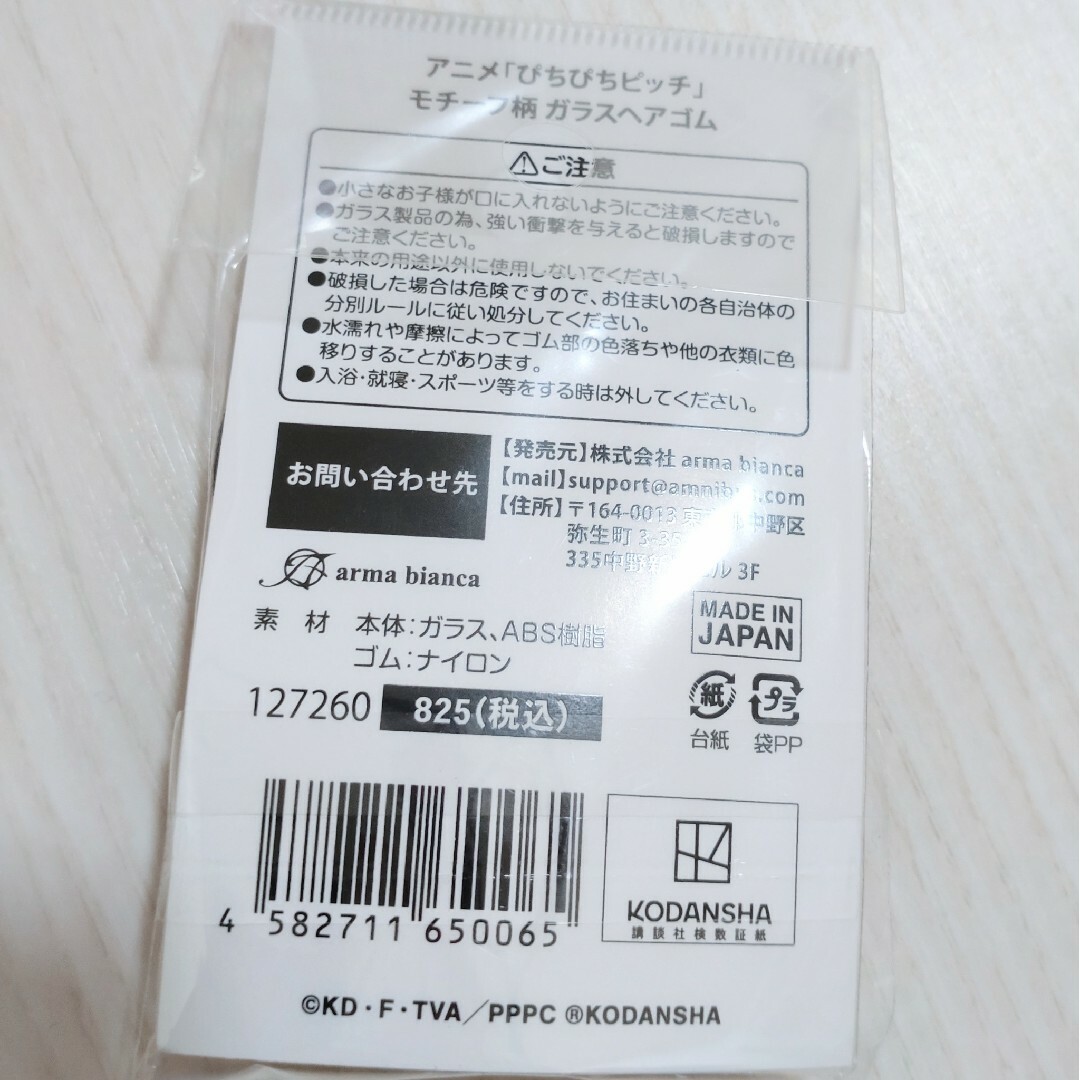 アニメ「ぴちぴちピッチ」
モチーフ柄 ガラスヘアゴム
⚠ご注意
●小さなお子様が口に入れないようにご注意ください。
●ガラス製品の為、強い衝撃を与えると破損しますので
ご注意ください。
●本来の用途以外に使用しないでください。
●破損した場合は危険ですので、お住まいの各自治体の
分別ルールに従い処分してください。
●水濡れや摩擦によってゴム部の色落ちや他の衣類に色
移りすることがあります。
●入浴・就寝・スポーツ等をする時は外してください。
お問い合わせ先
【発売元】株式会社 arma bianca
【mail】support@amnibus.com
【住所】〒164-0013 東 中野区
弥生町
335中野新 ル 3F
arma bianca
素材 本体:ガラス、ABS樹脂
ゴム:ナイロン
MADE IN
JAPAN
127260 825(税込)
紙 プラ
台紙 袋PP
4 582711 650065
KODANSHA
講談社検数証紙
©KD・F・TVA/PPPC ®KODANSHA